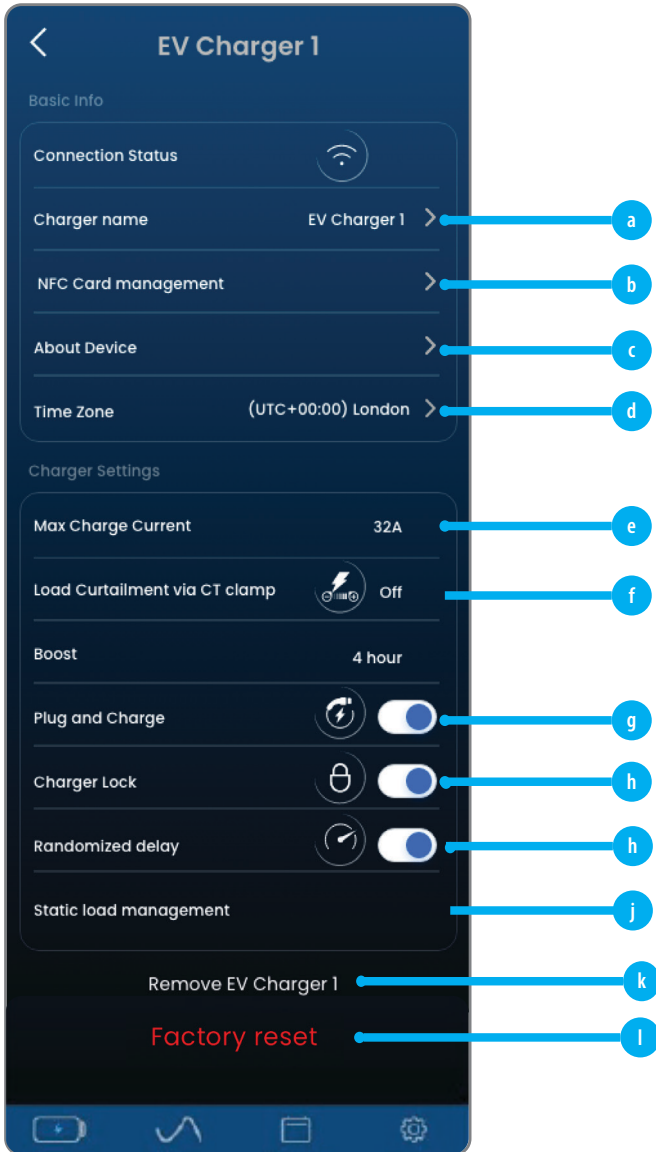 EV Charger 1
Basic Info
Connection Status
Charger name EV Charger 1 a
NFC Card management b
About Device c
Time Zone (UTC+00:00) London d
Charger Settings
Max Charge Current 32A e
Load Curtailment via CT clamp Off f
Boost 4 hour
Plug and Charge g
Charger Lock h
Randomized delay h
Static load management j
Remove EV Charger 1 k
Factory reset l